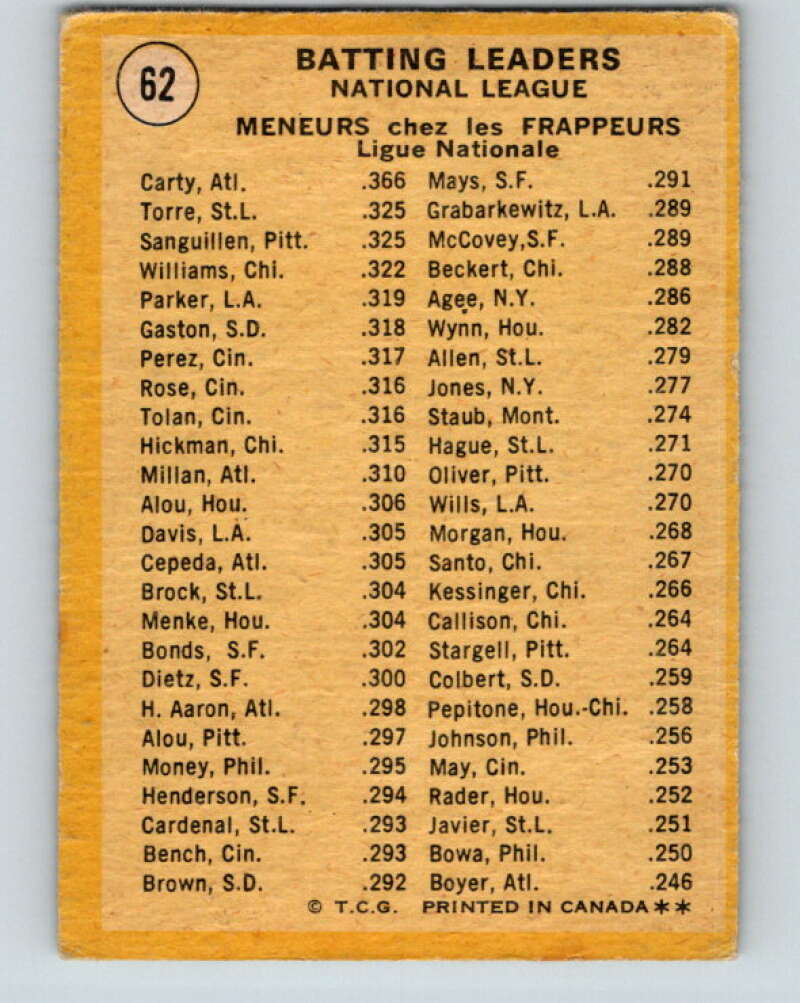 62
BATTING LEADERS
NATIONAL LEAGUE
MENEURS chez les FRAPPEURS
Ligue Nationale
Carty, Atl. .366
Torre, St.L. .325
Sanguillen, Pitt. .325
Williams, Chi. .322
Parker, L.A. .319
Gaston, S.D. .318
Perez, Cin. .317
Rose, Cin. .316
Tolan, Cin. .316
Hickman, Chi. .315
Millan, Atl. .310
Alou, Hou. .306
Davis, L.A. .305
Cepeda, Atl. .305
Brock, St.L. .304
Menke, Hou. .304
Bonds, S.F. .302
Dietz, S.F. .300
H. Aaron, Atl. .298
Alou, Pitt. .297
Money, Phil. .295
Henderson, S.F. .294
Cardenal, St.L. .293
Bench, Cin. .293
Brown, S.D. .292
Mays, S.F. .291
Grabarkewitz, L.A. .289
McCovey,S.F. .289
Beckert, Chi. .288
Agee, N.Y. .286
Wynn, Hou. .282
Allen, St.L. .279
Jones, N.Y. .277
Staub, Mont. .274
Hague, St.L. .271
Oliver, Pitt. .270
Wills, L.A. .270
Morgan, Hou. .268
Santo, Chi. .267
Kessinger, Chi. .266
Callison, Chi. .264
Stargell, Pitt. .264
Colbert, S.D. .259
Pepitone, Hou.-Chi. .258
Johnson, Phil. .256
May, Cin. .253
Rader, Hou. .252
Javier, St.L. .251
Bowa, Phil. .250
Boyer, Atl. .246
© T.C.G. PRINTED IN CANADA**